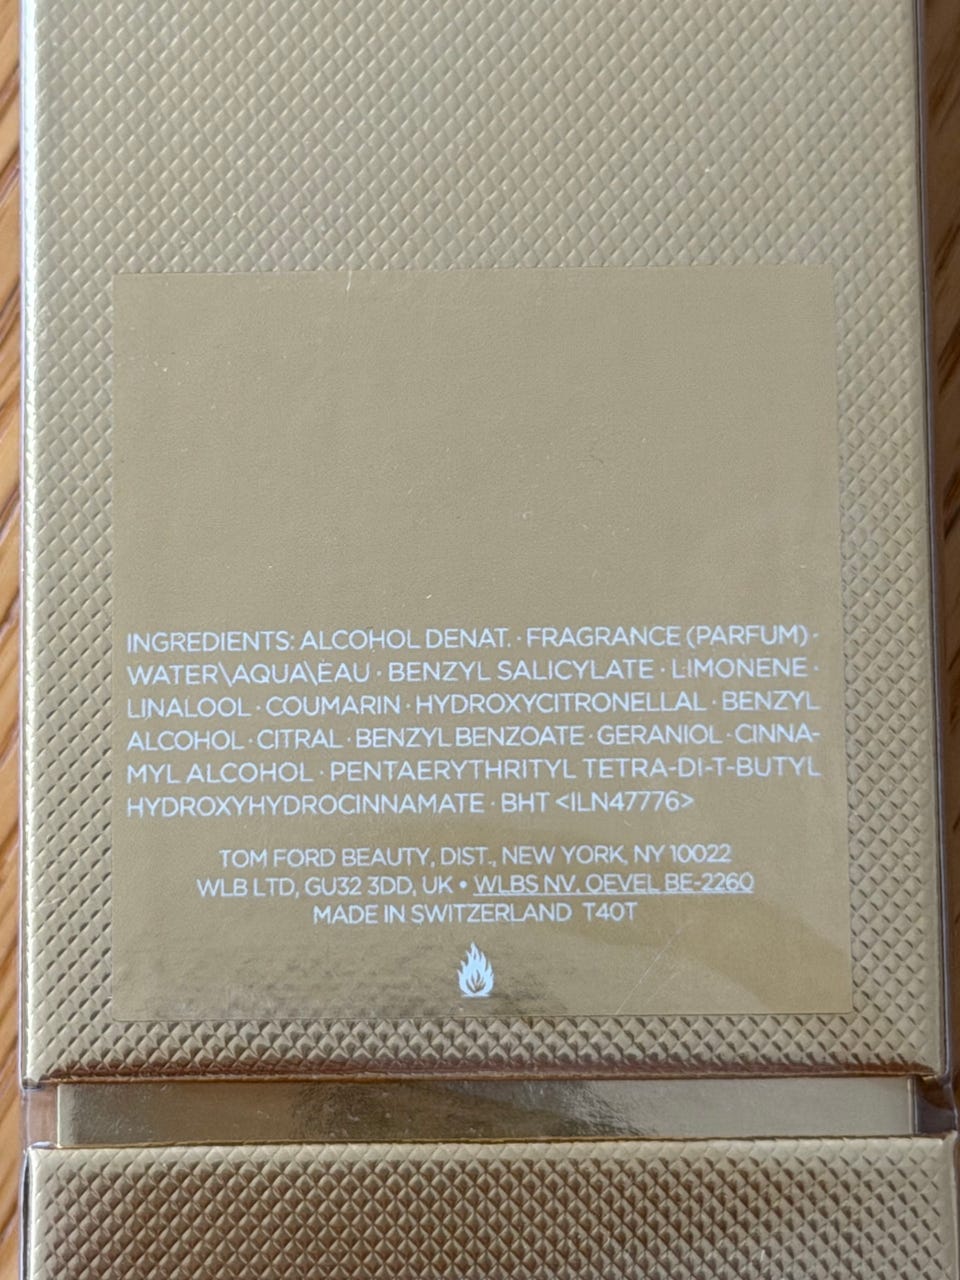 INGREDIENTS: ALCOHOL DENAT. · FRAGRANCE (PARFUM) ·
WATER\AQUA\EAU · BENZYL SALICYLATE · LIMONENE ·
LINALOOL · COUMARIN · HYDROXYCITRONELLAL · BENZYL
ALCOHOL · CITRAL · BENZYL BENZOATE · GERANIOL · CINNA-
MYL ALCOHOL · PENTAERYTHRITYL TETRA-DI-T-BUTYL
HYDROXYHYDROCINNAMATE · BHT <ILN47776>
TOM FORD BEAUTY, DIST., NEW YORK, NY 10022
WLB LTD, GU32 3DD, UK • WLBS NV. OEVEL BE-2260
MADE IN SWITZERLAND T40T